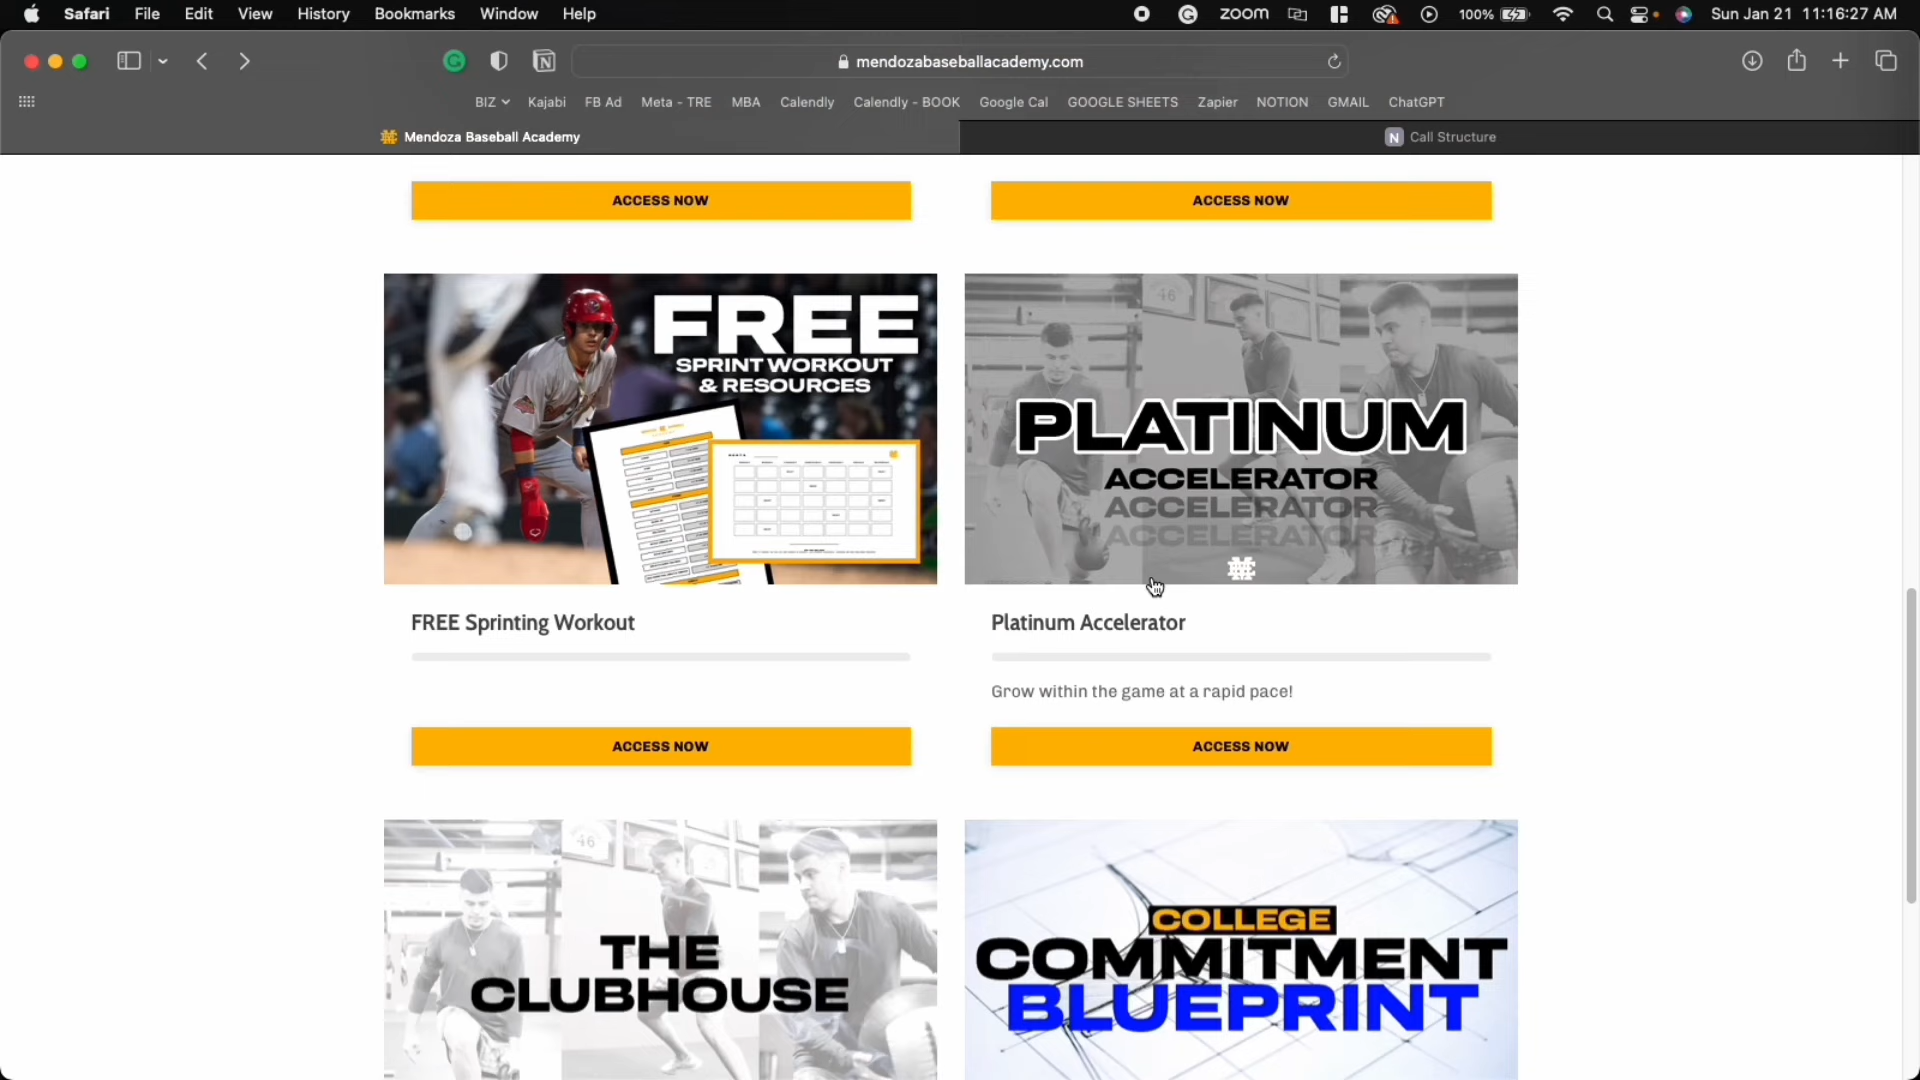 Safari File Edit View History Bookmarks Window Help
ZOOM 100% Sun Jan 21 11:16:27 AM
mendozabaseballacademy.com
BIZ Kajabi FB Ad Meta - TRE MBA Calendly Calendly - BOOK Google Cal GOOGLE SHEETS Zapier NOTION GMAIL ChatGPT
Mendoza Baseball Academy
N Call Structure
ACCESS NOW
ACCESS NOW
FREE
SPRINT WORKOUT
& RESOURCES
46
PLATINUM
ACCELERATOR
ACCELERATOR
ACCELERATOR
FREE Sprinting Workout
Platinum Accelerator
Grow within the game at a rapid pace!
ACCESS NOW
ACCESS NOW
46
THE
CLUBHOUSE
COLLEGE
COMMITMENT
BLUEPRINT